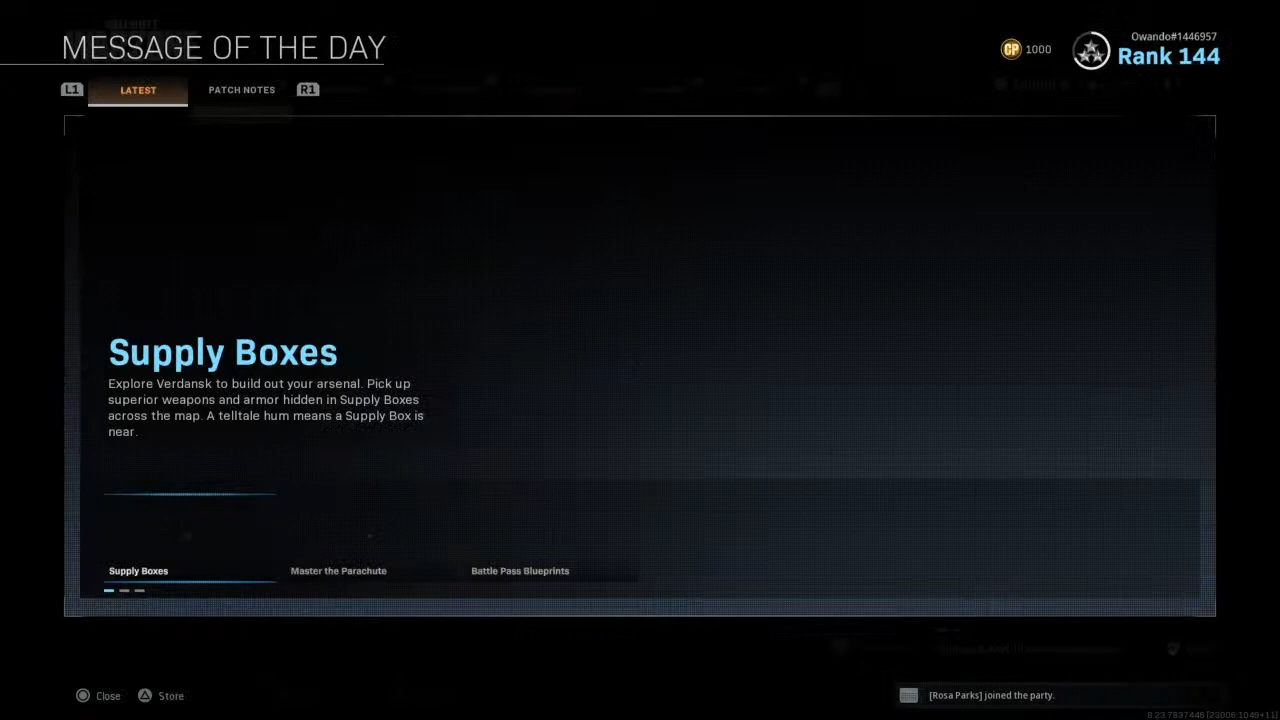 MESSAGE OF THE DAY
CP 1000
Owando#1446957
Rank 144
L1 LATEST PATCH NOTES R1
Supply Boxes
Explore Verdansk to build out your arsenal. Pick up
superior weapons and armor hidden in Supply Boxes
across the map. A telltale hum means a Supply Box is
near.
Supply Boxes Master the Parachute Battle Pass Blueprints
Close Store
[Rosa Parks] joined the party.